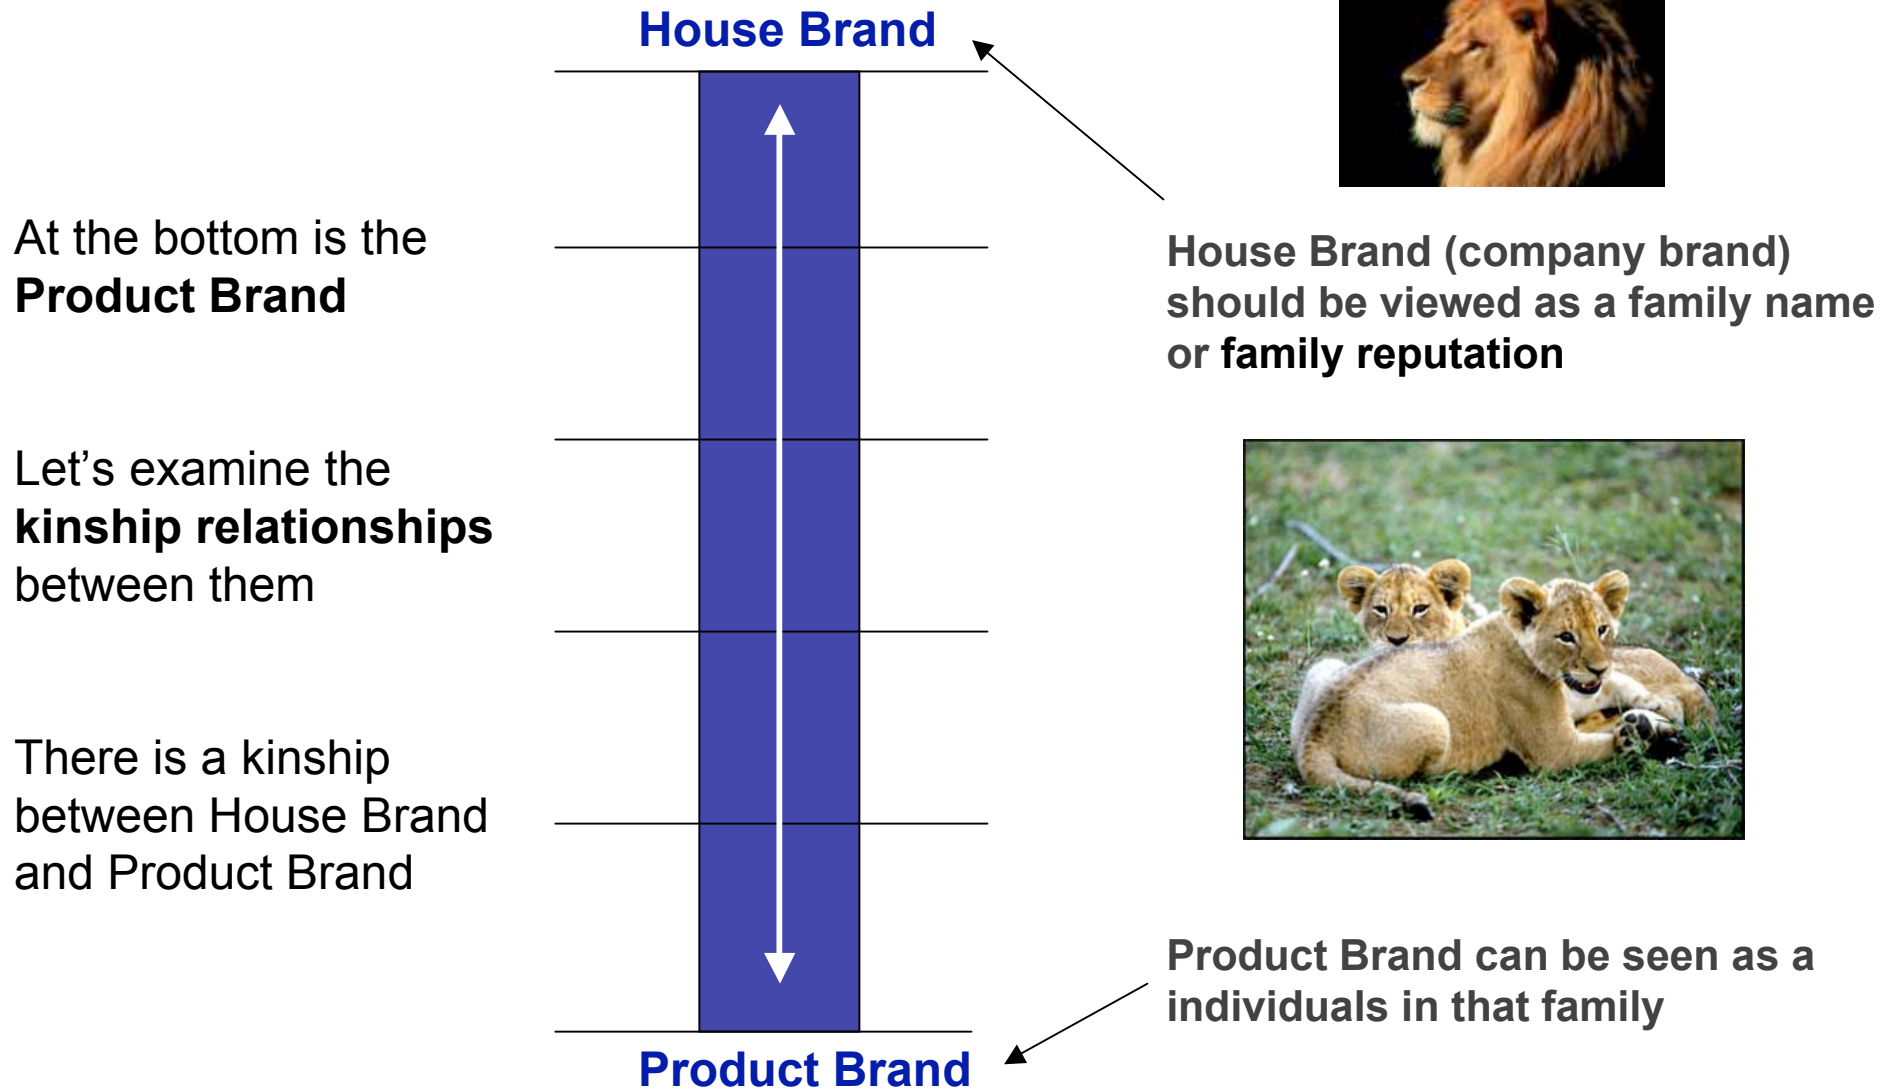 House Brand
At the bottom is the
Product Brand
Let’s examine the
kinship relationships
between them
There is a kinship
between House Brand
and Product Brand
House Brand (company brand)
should be viewed as a family name
or family reputation
Product Brand can be seen as a
individuals in that family
Product Brand